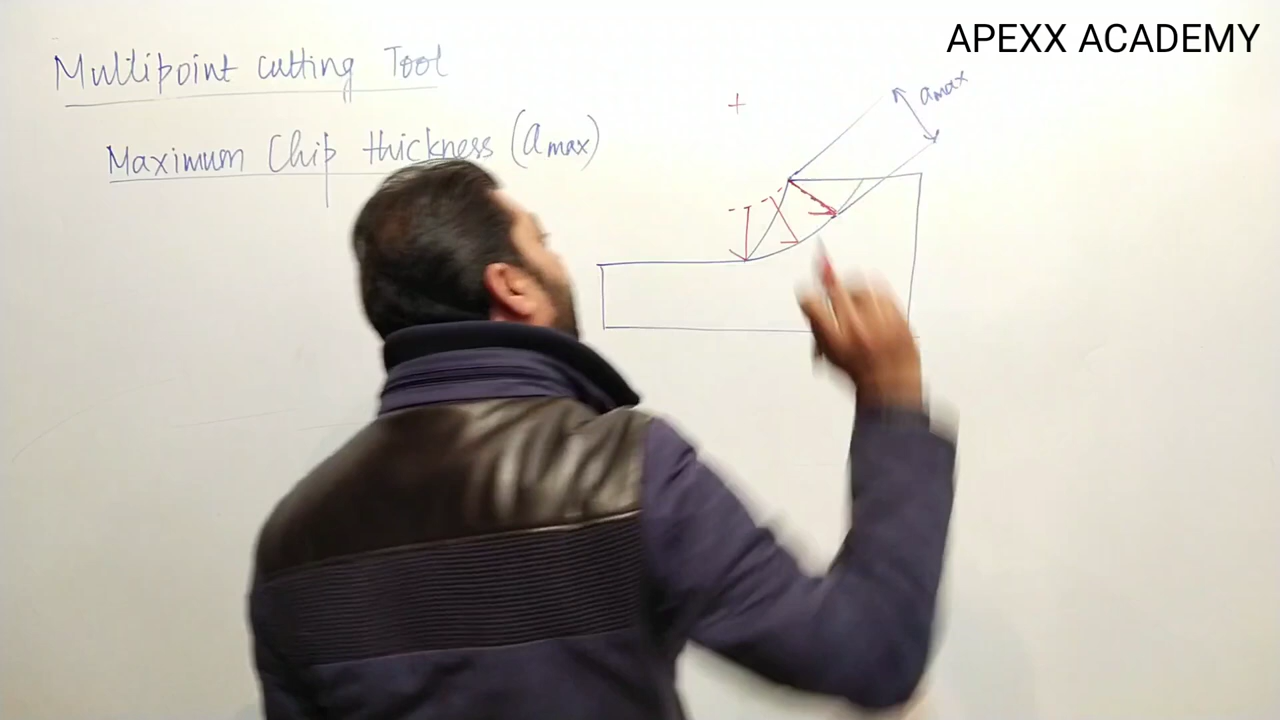 APEXX ACADEMY
Multipoint cutting Tool
Maximum Chip thickness (amax)
amax